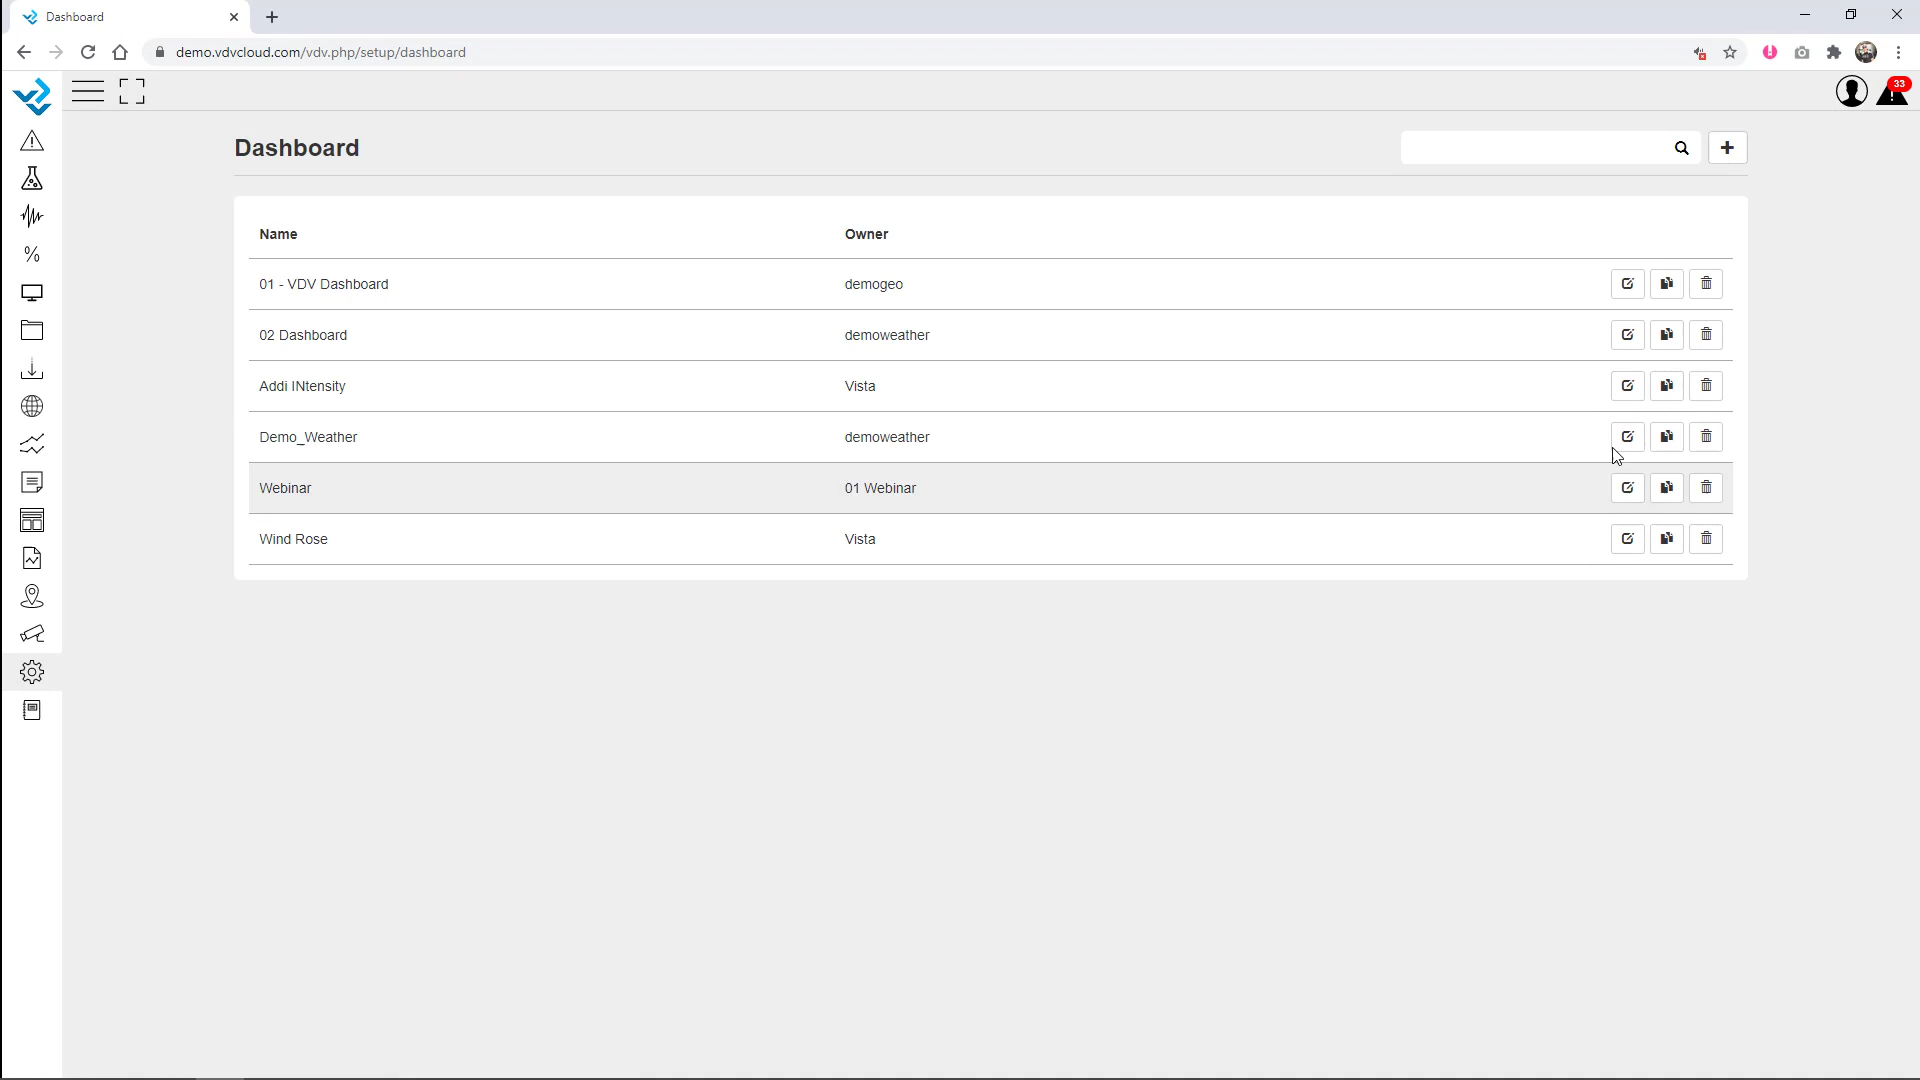 Dashboard
demo.vdvcloud.com/vdv.php/setup/dashboard
33
Dashboard
Name Owner
01 - VDV Dashboard demogeo
02 Dashboard demoweather
Addi INtensity Vista
Demo_Weather demoweather
Webinar 01 Webinar
Wind Rose Vista